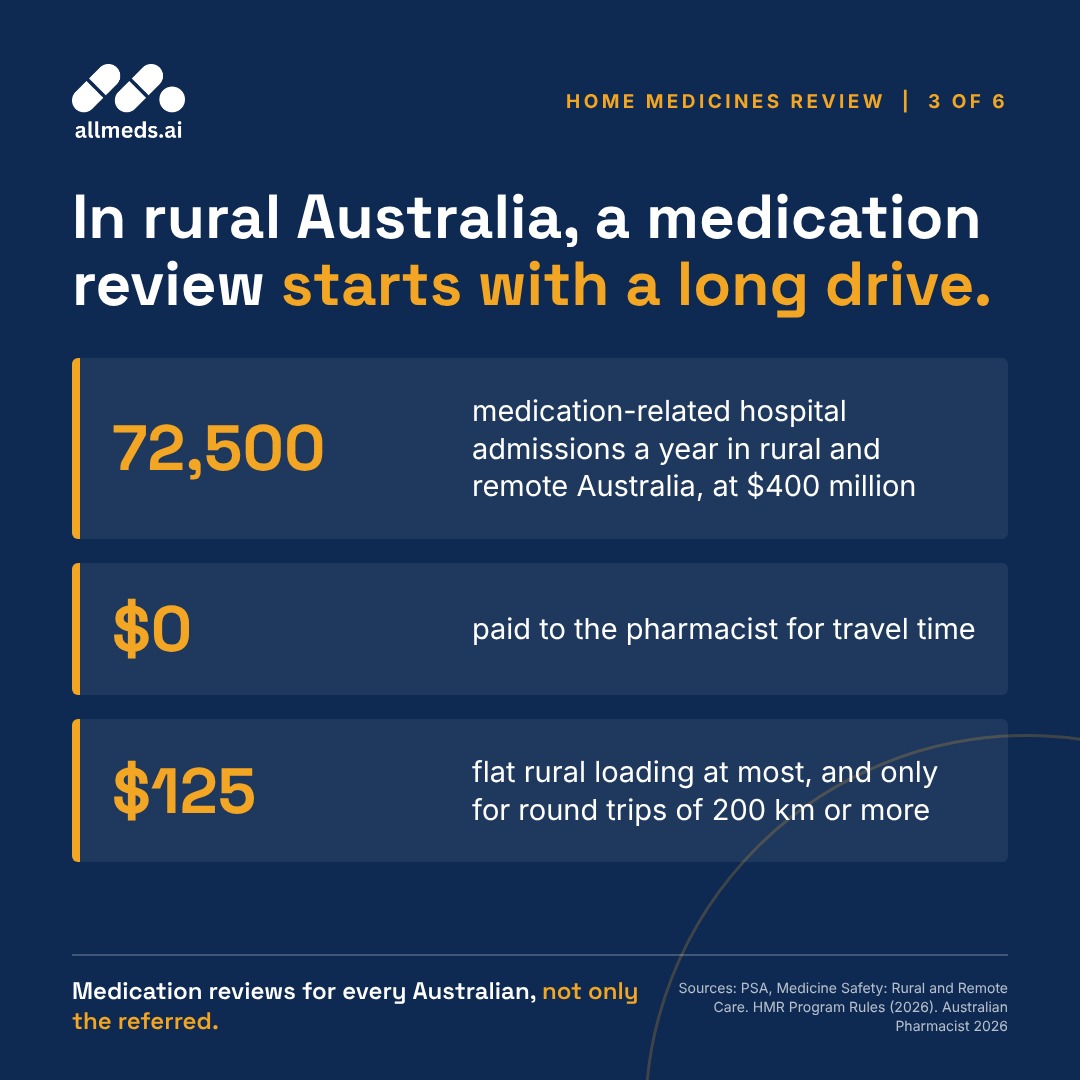 allmeds.ai
HOME MEDICINES REVIEW | 3 OF 6
In rural Australia, a medication
review starts with a long drive.
72,500
medication-related hospital
admissions a year in rural and
remote Australia, at $400 million
$0
paid to the pharmacist for travel time
$125
flat rural loading at most, and only
for round trips of 200 km or more
Medication reviews for every Australian, not only
the referred.
Sources: PSA, Medicine Safety: Rural and Remote
Care. HMR Program Rules (2026). Australian
Pharmacist 2026